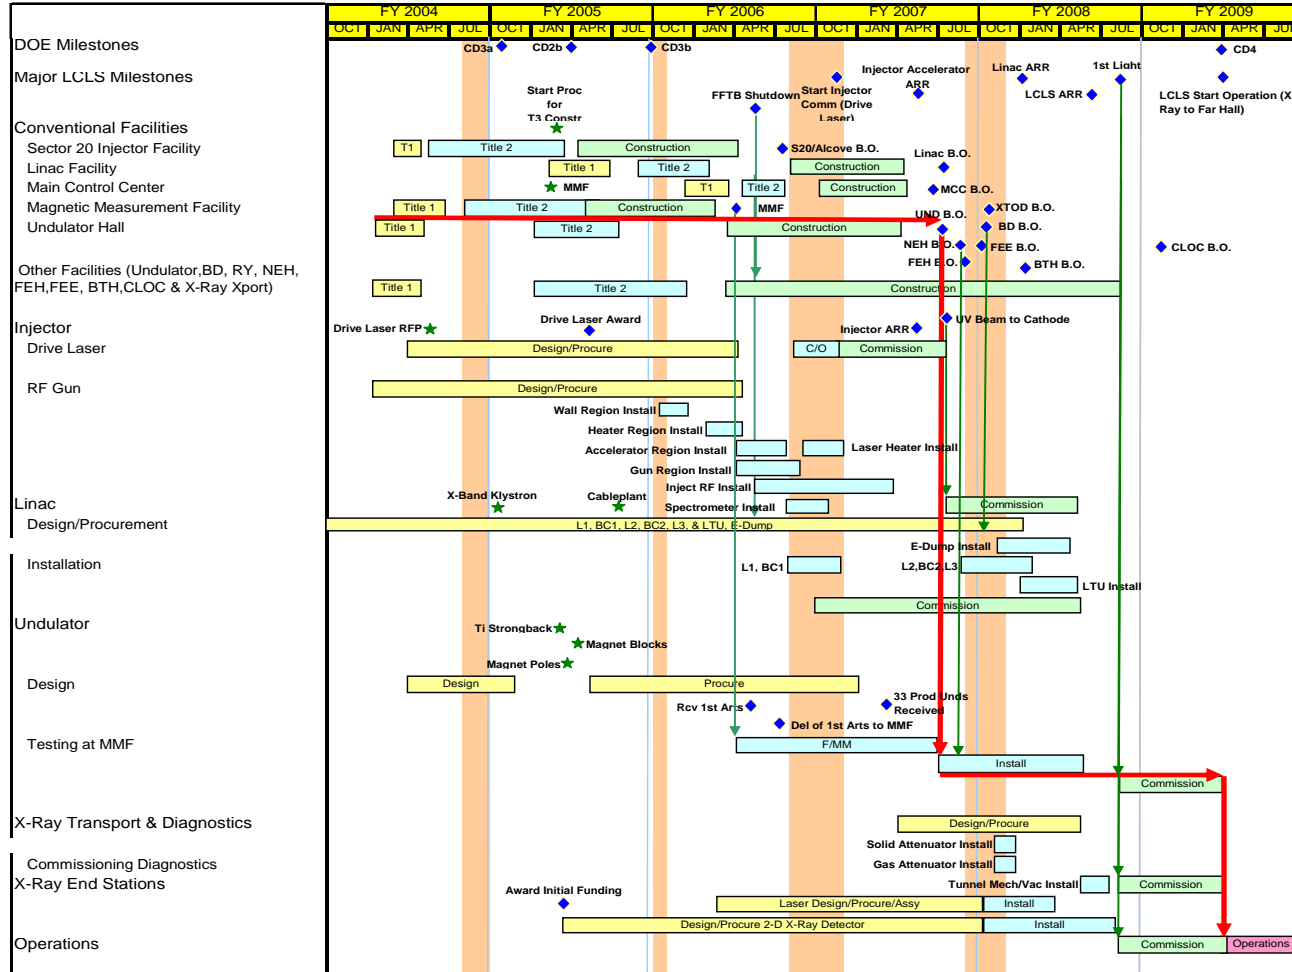 FY 2004 FY 2005 FY 2006 FY 2007 FY 2008 FY 2009
OCT JAN APR JUL OCT JAN APR JUL OCT JAN APR JUL OCT JAN APR JUL OCT JAN APR JUL OCT JAN APR
DOE Milestones
CD3a
CD2b
CD3b
CD4
Major LCLS Milestones
Start Proc
for
T3 Constr
FFTB Shutdown
Start Injector
Comm (Drive
Laser)
Injector Accelerator
ARR
Linac ARR
LCLS ARR
1st Light
LCLS Start Operation (X
Ray to Far Hall)
Conventional Facilities
Sector 20 Injector Facility
T1
Title 2
Construction
S20/Alcove B.O.
Linac Facility
Title 1
Title 2
Construction
Linac B.O.
Main Control Center
MMF
T1
Title 2
Construction
MCC B.O.
Magnetic Measurement Facility
Title 1
Title 2
Construction
MMF
XTOD B.O.
Undulator Hall
Title 1
Title 2
Construction
UND B.O.
BD B.O.
NEH B.O.
FEE B.O.
CLOC B.O.
FEH B.O.
BTH B.O.
Other Facilities (Undulator,BD, RY, NEH,
FEH,FEE, BTH,CLOC & X-Ray Xport)
Title 1
Title 2
Construction
Injector
Drive Laser RFP
Drive Laser Award
Injector ARR
UV Beam to Cathode
Drive Laser
Design/Procure
C/O
Commission
RF Gun
Design/Procure
Wall Region Install
Heater Region Install
Accelerator Region Install
Laser Heater Install
Gun Region Install
Inject RF Install
Linac
X-Band Klystron
Cableplant
Spectrometer Install
Commission
Design/Procurement
L1, BC1, L2, BC2, L3, & LTU, E-Dump
E-Dump Install
Installation
L1, BC1
L2,BC2,L3
LTU Install
Commission
Undulator
Ti Strongback
Magnet Blocks
Magnet Poles
Design
Design
Procure
Rcv 1st Arts
33 Prod Unds
Received
Del of 1st Arts to MMF
Testing at MMF
F/MM
Install
Commission
X-Ray Transport & Diagnostics
Design/Procure
Solid Attenuator Install
Commissioning Diagnostics
Gas Attenuator Install
X-Ray End Stations
Tunnel Mech/Vac Install
Commission
Award Initial Funding
Laser Design/Procure/Assy
Install
Design/Procure 2-D X-Ray Detector
Install
Operations
Commission
Operations